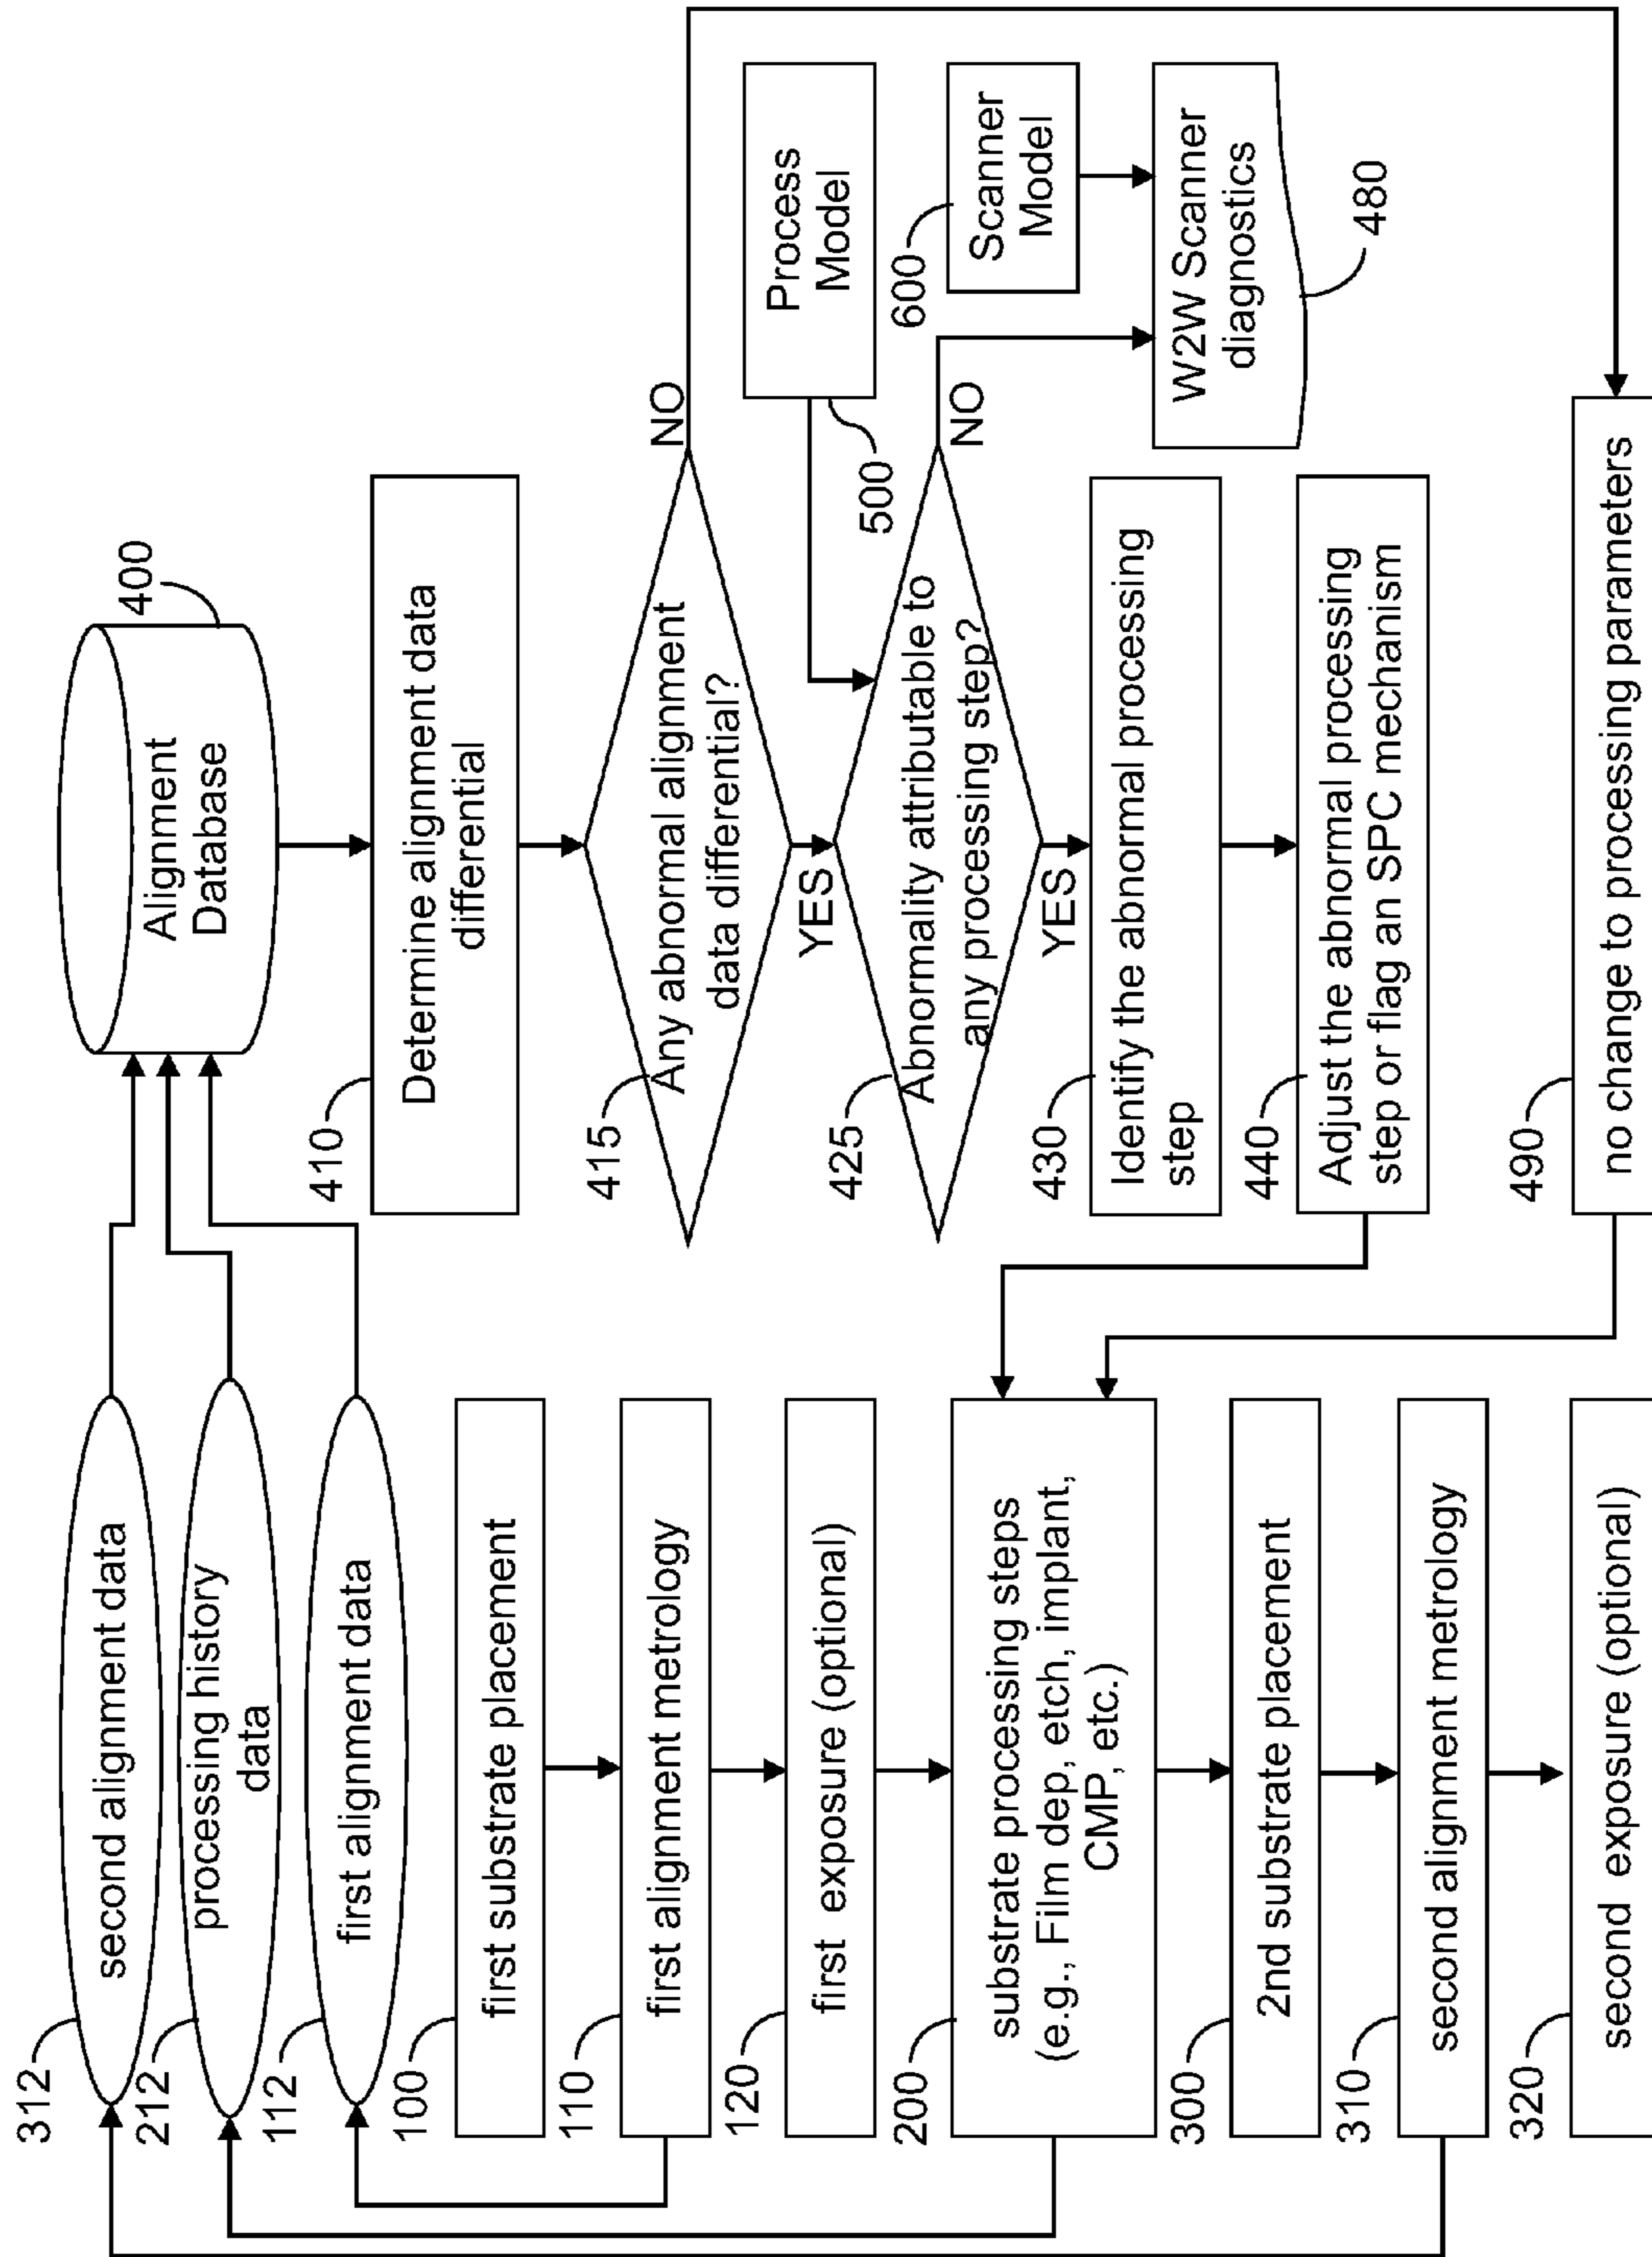 312
second alignment data
212
processing history
data
112
first alignment data
100
first substrate placement
110
first alignment metrology
120
first exposure (optional)
200
substrate processing steps
(e.g., Film dep, etch, implant,
CMP, etc.)
300
2nd substrate placement
310
second alignment metrology
320
second exposure (optional)
Alignment
Database
400
410
Determine alignment data
differential
415
Any abnormal alignment
data differential?
NO
YES
425
Abnormality attributable to
any processing step?
NO
YES
430
Identify the abnormal processing
step
440
Adjust the abnormal processing
step or flag an SPC mechanism
490
no change to processing parameters
Process
Model
500
600
Scanner
Model
W2W Scanner
diagnostics
480